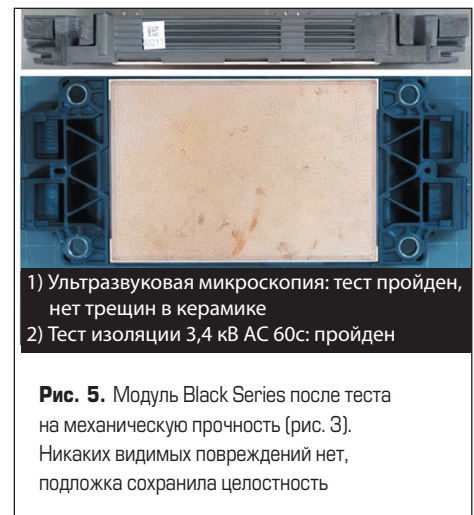 1) Ультразвуковая микроскопия: тест пройден,
нет трещин в керамике
2) Тест изоляции 3,4 кВ AC 60с: пройден
Рис. 5. Модуль Black Series после теста
на механическую прочность (рис. 3).
Никаких видимых повреждений нет,
подложка сохранила целостность